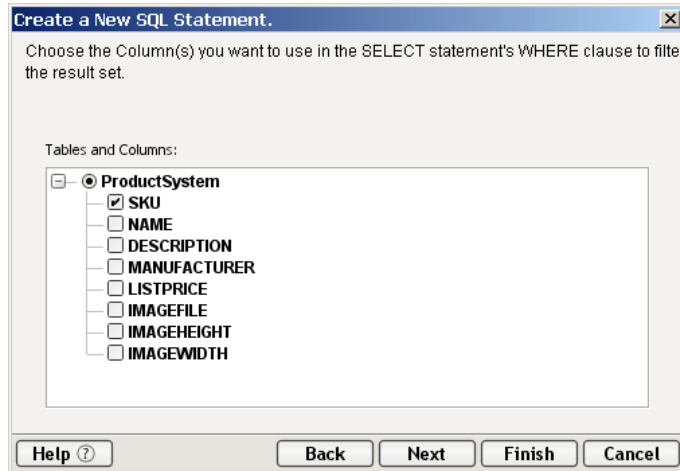 Create a New SQL Statement.
Choose the Column(s) you want to use in the SELECT statement's WHERE clause to filte
the result set.
Tables and Columns:
ProductSystem
SKU
NAME
DESCRIPTION
MANUFACTURER
LISTPRICE
IMAGEFILE
IMAGEHEIGHT
IMAGEWIDTH
Help ? Back Next Finish Cancel